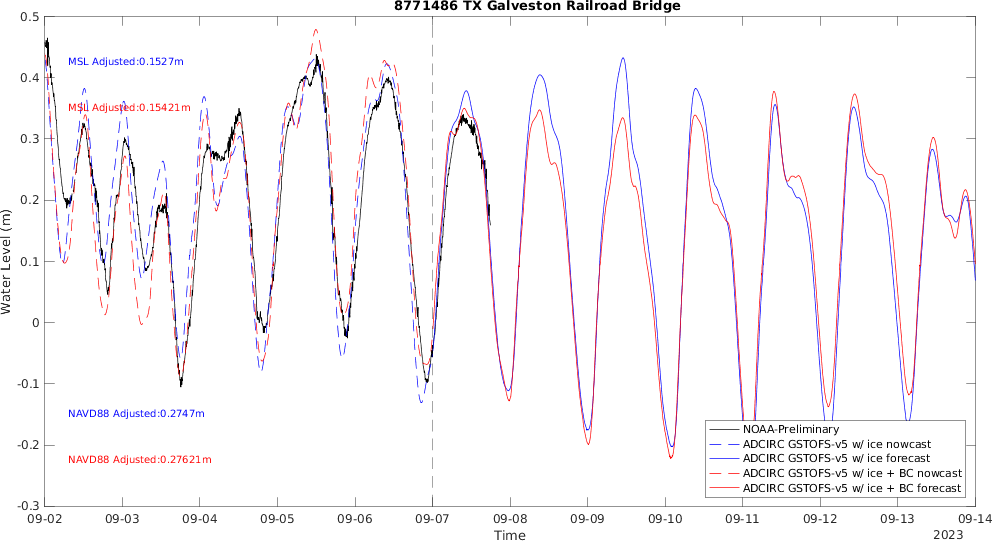 8771486 TX Galveston Railroad Bridge
0.5
0.4
0.3
0.2
0.1
0
-0.1
-0.2
-0.3
Water Level (m)
MSL Adjusted:0.1527m
MSL Adjusted:0.15421m
NAVD88 Adjusted:0.2747m
NAVD88 Adjusted:0.27621m
NOAA-Preliminary
ADCIRC GSTOFS-v5 w/ ice nowcast
ADCIRC GSTOFS-v5 w/ ice forecast
ADCIRC GSTOFS-v5 w/ ice + BC nowcast
ADCIRC GSTOFS-v5 w/ ice + BC forecast
09-02 09-03 09-04 09-05 09-06 09-07 09-08 09-09 09-10 09-11 09-12 09-13 09-14
Time
2023